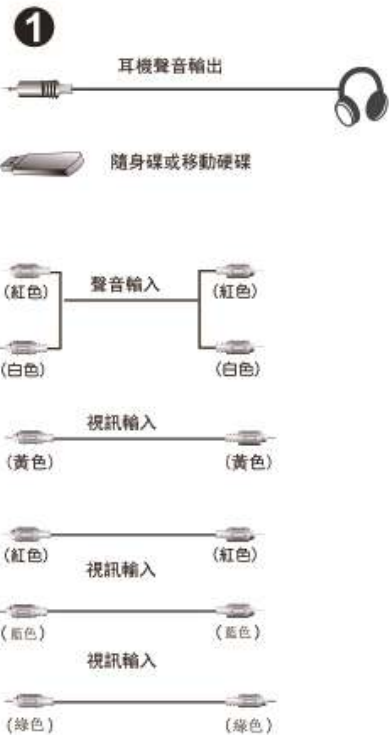 1
耳機聲音輸出
隨身碟或移動硬碟
聲音輸入
(紅色) (紅色)
(白色) (白色)
視訊輸入
(黃色) (黃色)
(紅色) (紅色)
視訊輸入
(藍色) (藍色)
視訊輸入
(綠色) (綠色)